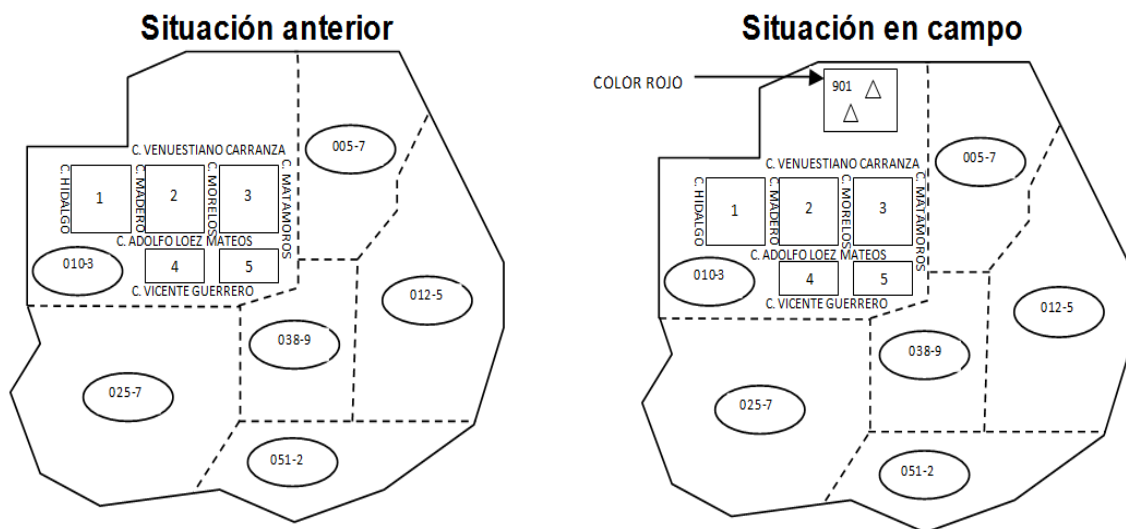 Situación anterior
C. VENUESTIANO CARRANZA
005-7
C. HIDALGO
1
C. MADERO
2
C. MORELOS
3
C. MATAMOROS
C. ADOLFO LOEZ MATEOS
010-3
4
5
C. VICENTE GUERRERO
012-5
038-9
025-7
051-2
Situación en campo
COLOR ROJO
901
C. VENUESTIANO CARRANZA
005-7
C. HIDALGO
1
C. MADERO
2
C. MORELOS
3
C. MATAMOROS
C. ADOLFO LOEZ MATEOS
010-3
4
5
C. VICENTE GUERRERO
012-5
038-9
025-7
051-2